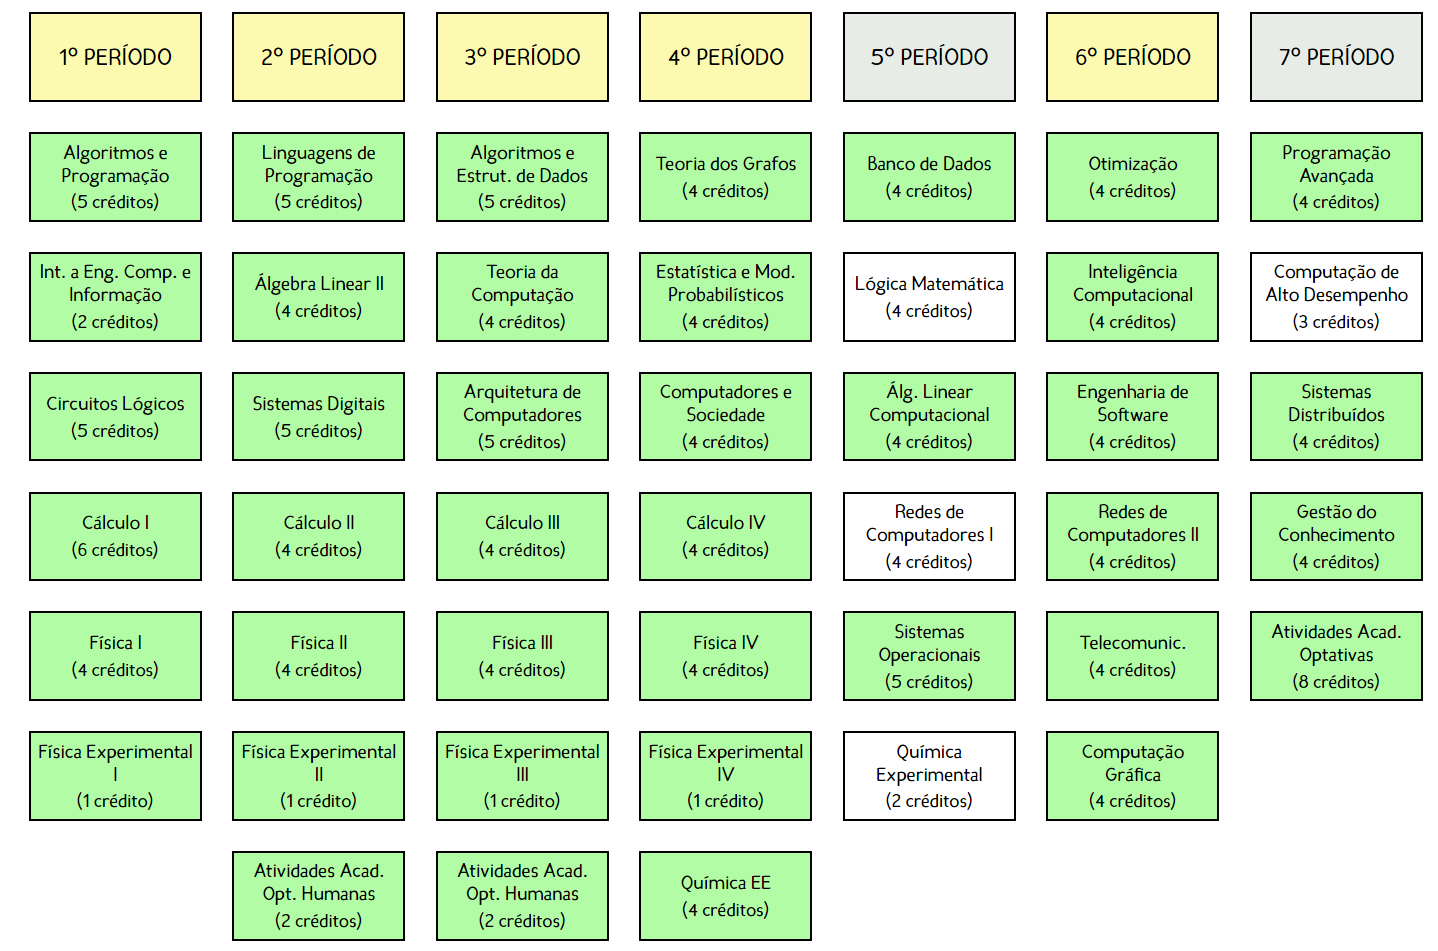 1º PERÍODO
2º PERÍODO
3º PERÍODO
4º PERÍODO
5º PERÍODO
6º PERÍODO
7º PERÍODO
Algoritmos e
Programação
(5 créditos)
Linguagens de
Programação
(5 créditos)
Algoritmos e
Estrut. de Dados
(5 créditos)
Teoria dos Grafos
(4 créditos)
Banco de Dados
(4 créditos)
Otimização
(4 créditos)
Programação
Avançada
(4 créditos)
Int. a Eng. Comp. e
Informação
(2 créditos)
Álgebra Linear II
(4 créditos)
Teoria da
Computação
(4 créditos)
Estatística e Mod.
Probabilísticos
(4 créditos)
Lógica Matemática
(4 créditos)
Inteligência
Computacional
(4 créditos)
Computação de
Alto Desempenho
(3 créditos)
Circuitos Lógicos
(5 créditos)
Sistemas Digitais
(5 créditos)
Arquitetura de
Computadores
(5 créditos)
Computadores e
Sociedade
(4 créditos)
Álg. Linear
Computacional
(4 créditos)
Engenharia de
Software
(4 créditos)
Sistemas
Distribuídos
(4 créditos)
Cálculo I
(6 créditos)
Cálculo II
(4 créditos)
Cálculo III
(4 créditos)
Cálculo IV
(4 créditos)
Redes de
Computadores I
(4 créditos)
Redes de
Computadores II
(4 créditos)
Gestão do
Conhecimento
(4 créditos)
Física I
(4 créditos)
Física II
(4 créditos)
Física III
(4 créditos)
Física IV
(4 créditos)
Sistemas
Operacionais
(5 créditos)
Telecomunic.
(4 créditos)
Atividades Acad.
Optativas
(8 créditos)
Física Experimental
I
(1 crédito)
Física Experimental
II
(1 crédito)
Física Experimental
III
(1 crédito)
Física Experimental
IV
(1 crédito)
Química
Experimental
(2 créditos)
Computação
Gráfica
(4 créditos)
Atividades Acad.
Opt. Humanas
(2 créditos)
Atividades Acad.
Opt. Humanas
(2 créditos)
Química EE
(4 créditos)